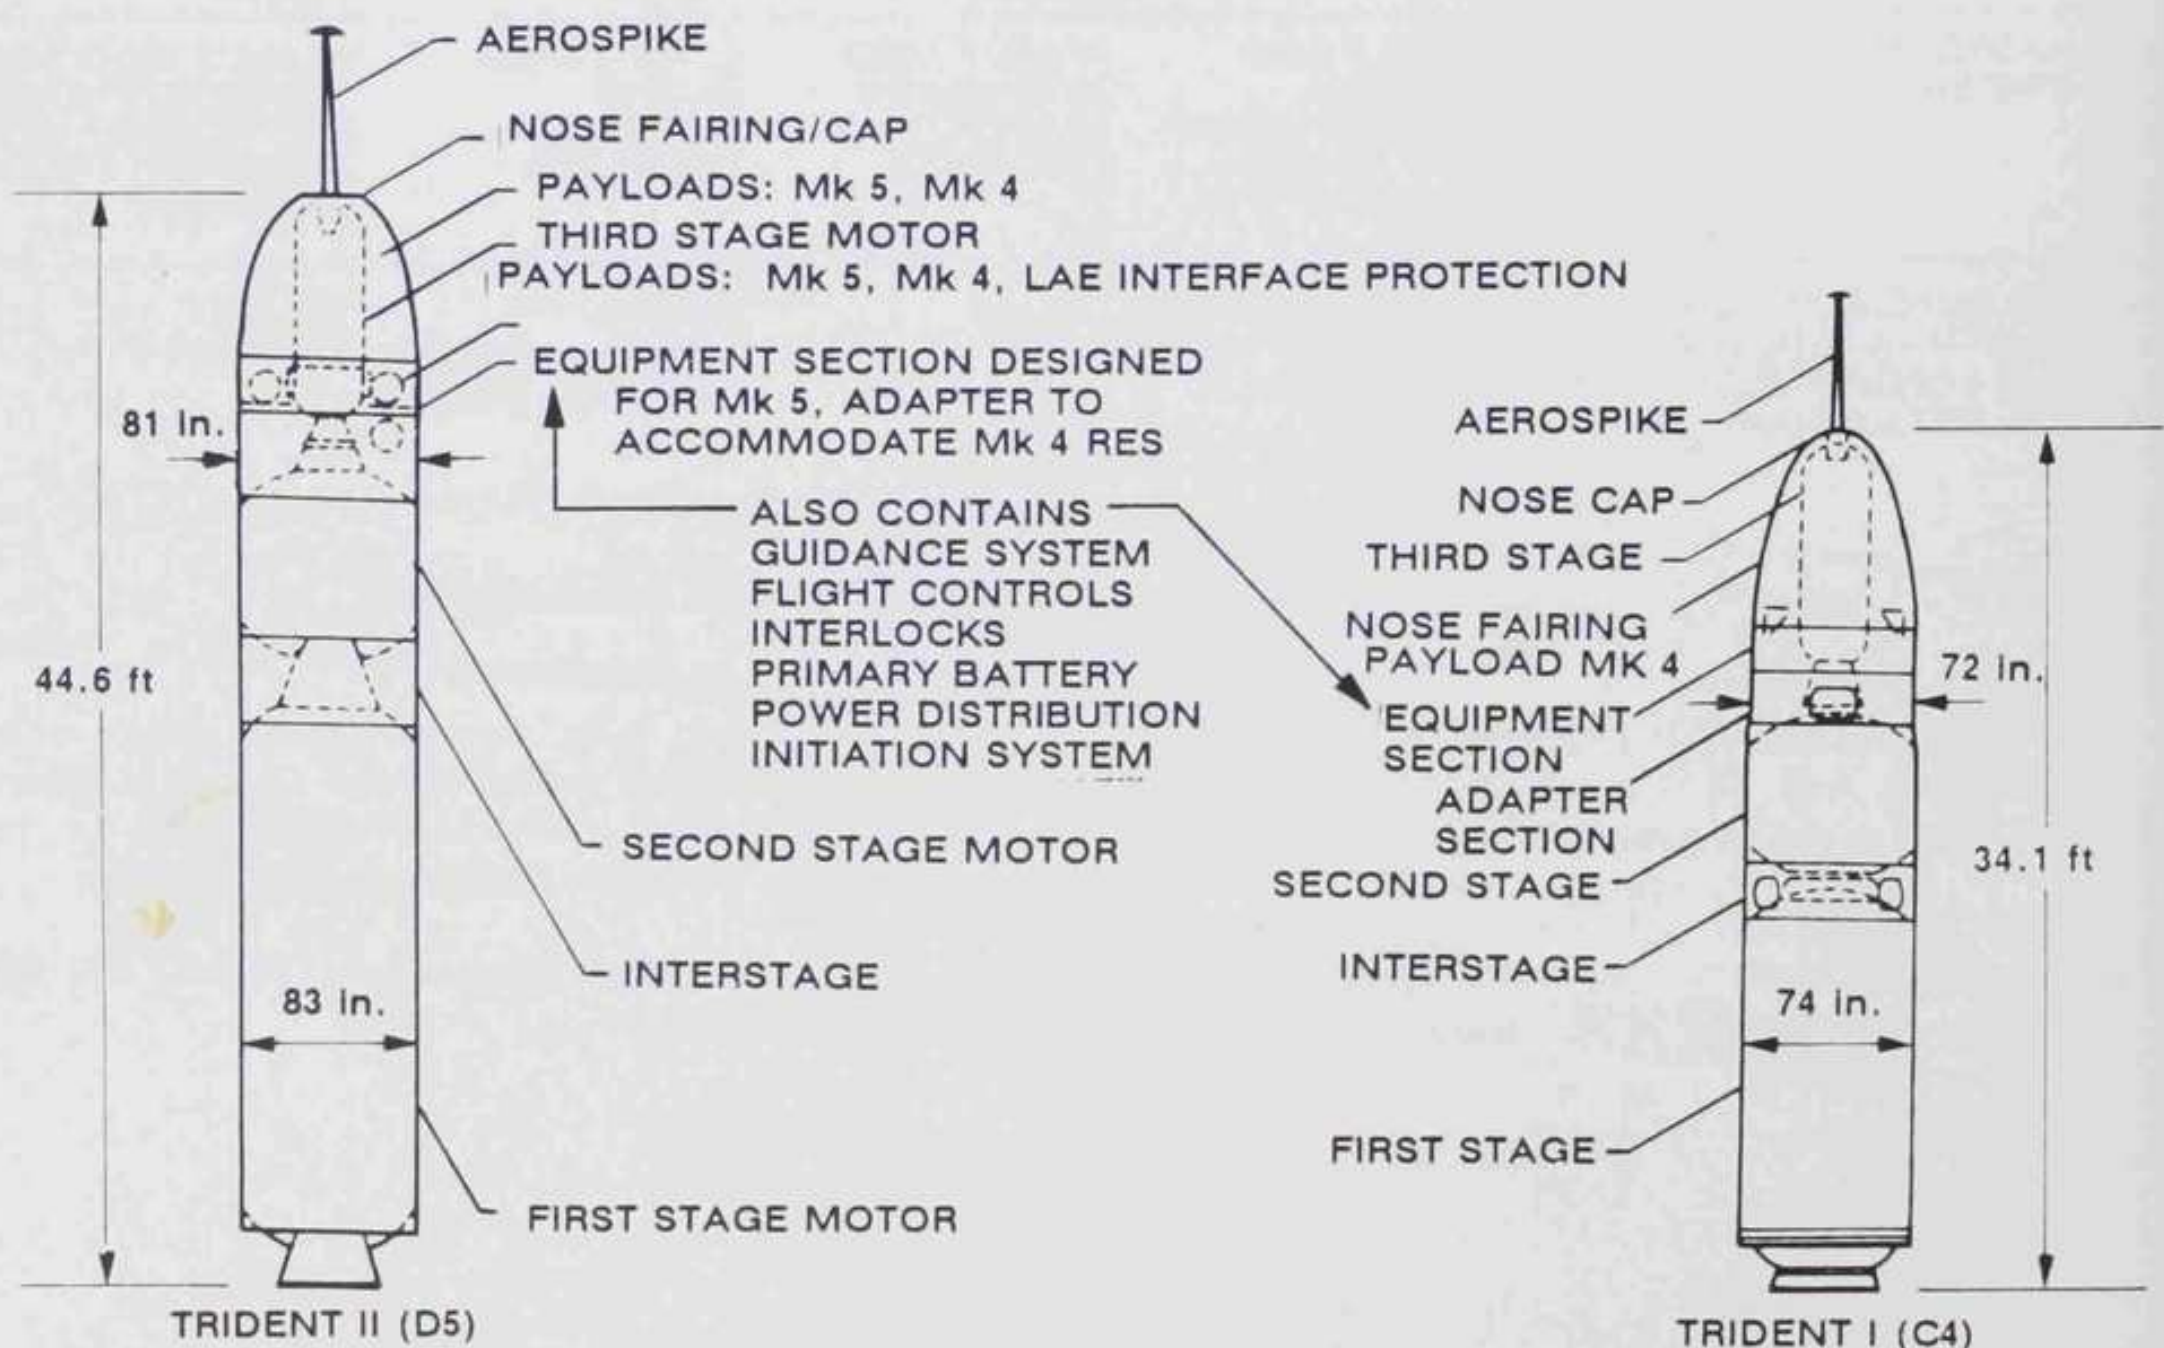 AEROSPIKE
NOSE FAIRING/CAP
PAYLOADS: Mk 5, Mk 4
THIRD STAGE MOTOR
PAYLOADS: Mk 5, Mk 4, LAE INTERFACE PROTECTION
EQUIPMENT SECTION DESIGNED
FOR Mk 5, ADAPTER TO
ACCOMMODATE Mk 4 RES
81 in.
ALSO CONTAINS
GUIDANCE SYSTEM
FLIGHT CONTROLS
INTERLOCKS
PRIMARY BATTERY
POWER DISTRIBUTION
INITIATION SYSTEM
44.6 ft
SECOND STAGE MOTOR
INTERSTAGE
83 in.
FIRST STAGE MOTOR
TRIDENT II (D5)
AEROSPIKE
NOSE CAP
THIRD STAGE
NOSE FAIRING
PAYLOAD MK 4
72 in.
EQUIPMENT
SECTION
ADAPTER
SECTION
SECOND STAGE
34.1 ft
INTERSTAGE
74 in.
FIRST STAGE
TRIDENT I (C4)